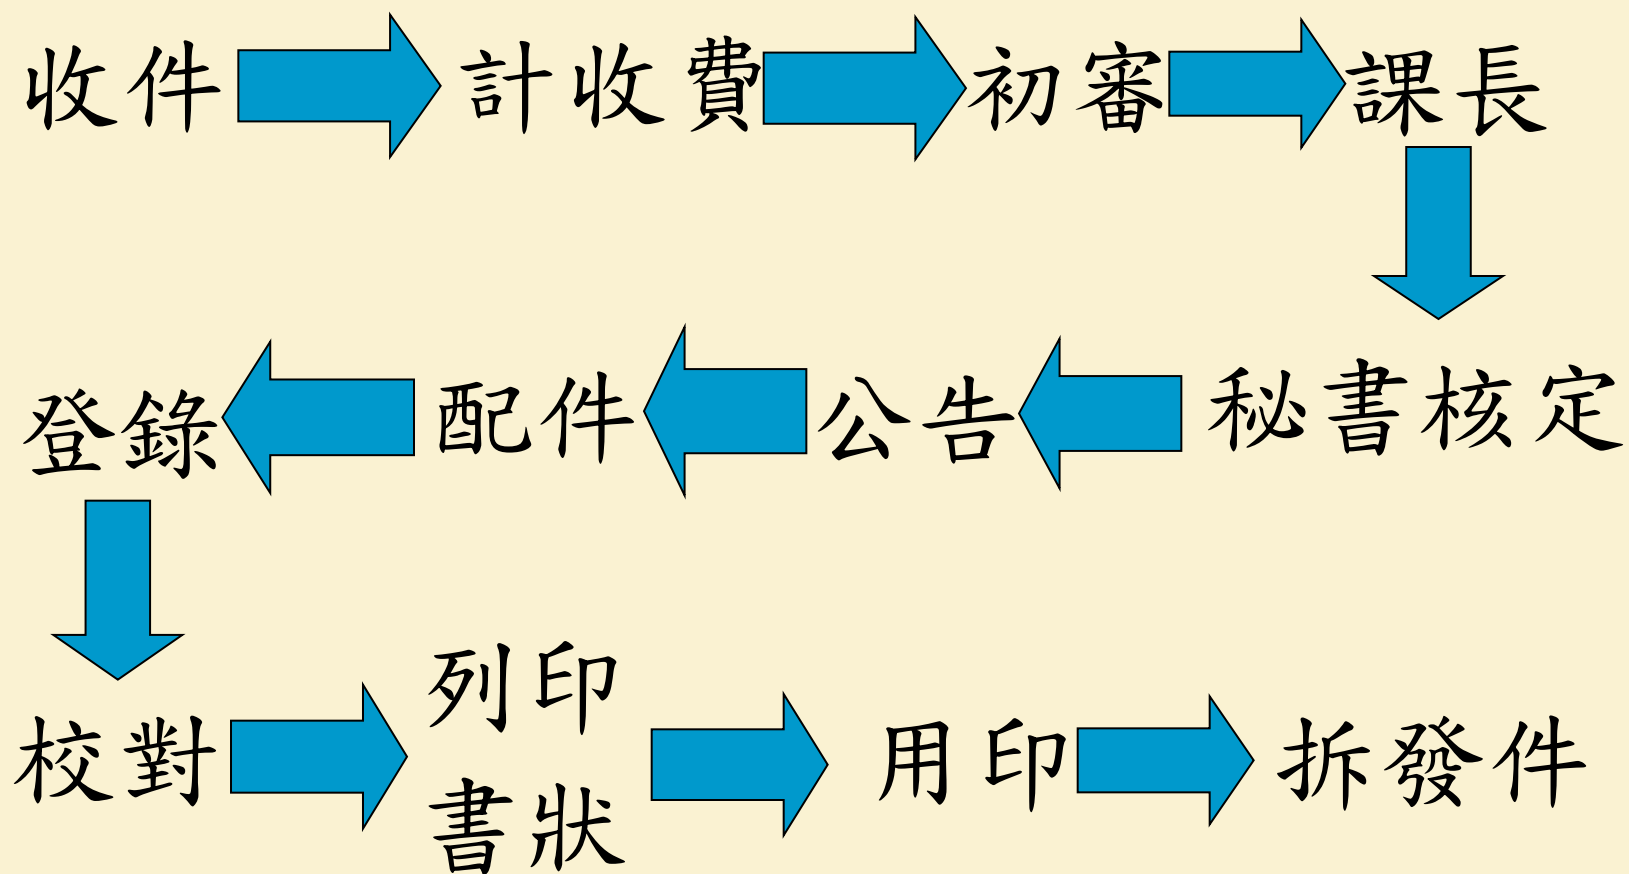 收件 計收費 初審 課長
秘書核定 公告 配件 登錄
校對 列印
書狀 用印 拆發件